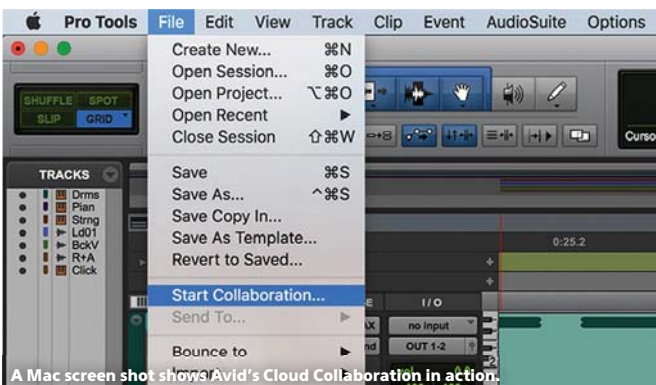 Pro Tools File Edit View Track Clip Event AudioSuite Options
Create New... ⌘N
Open Session... ⌘O
Open Project... ⌥⌘O
Open Recent ▶
Close Session ⇧⌘W
Save ⌘S
Save As... ^⌘S
Save Copy In...
Save As Template...
Revert to Saved...
Start Collaboration...
Send To... ▶
Bounce to ▶
SHUFFLE SPOT
SLIP GRID
TRACKS
Drms
Pian
Strng
Ld01
BckV
R+A
Click
Curso
0:25.2
I/O
no input
OUT 1-2
A Mac screen shot shows Avid's Cloud Collaboration in action.